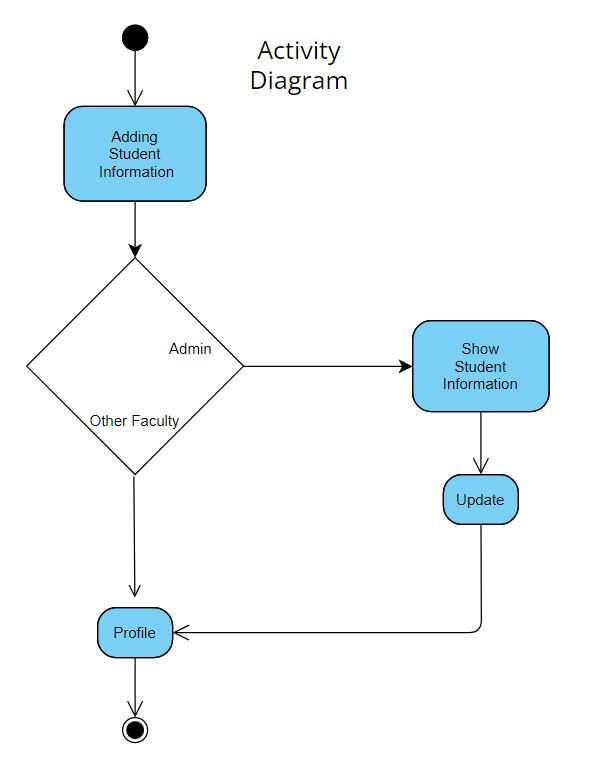 Activity
Diagram
Adding
Student
Information
Admin
Other Faculty
Show
Student
Information
Update
Profile